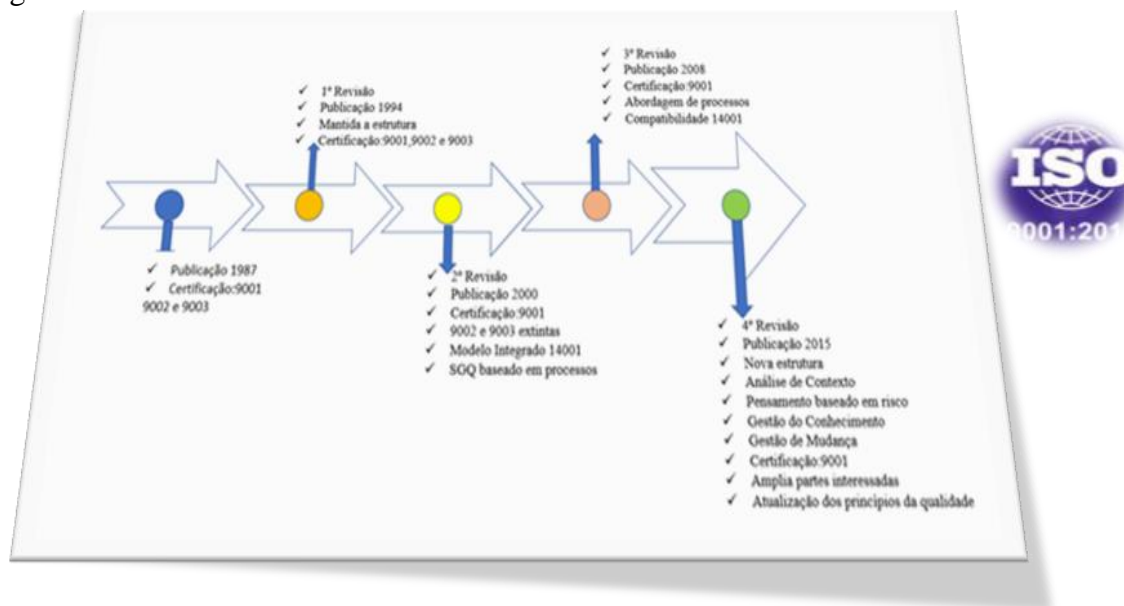 1ª Revisão
Publicação 1994
Mantida a estrutura
Certificação:9001,9002 e 9003
3ª Revisão
Publicação 2008
Certificação:9001
Abordagem de processos
Compatibilidade 14001
Publicação 1987
Certificação:9001
9002 e 9003
2ª Revisão
Publicação 2000
Certificação:9001
9002 e 9003 extintas
Modelo Integrado 14001
SGQ baseado em processos
4ª Revisão
Publicação 2015
Nova estrutura
Análise de Contexto
Pensamento baseado em risco
Gestão do Conhecimento
Gestão de Mudança
Certificação:9001
Amplia partes interessadas
Atualização dos princípios da qualidade
ISO